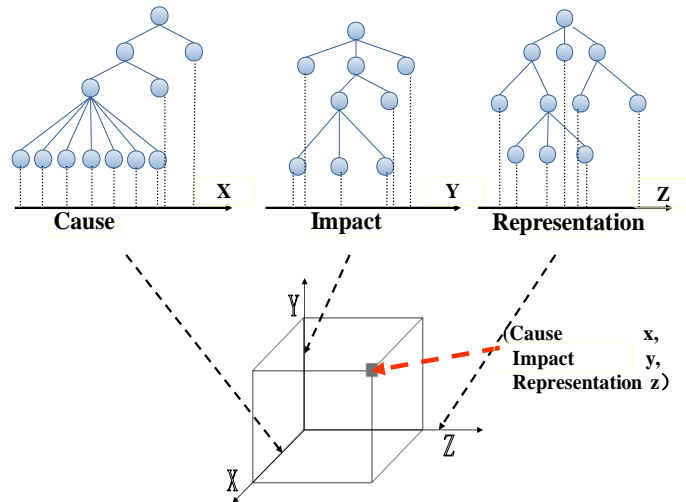 X
Y
Z
Cause
Impact
Representation
Y
(Cause x,
Impact y,
Representation z)
Z
X